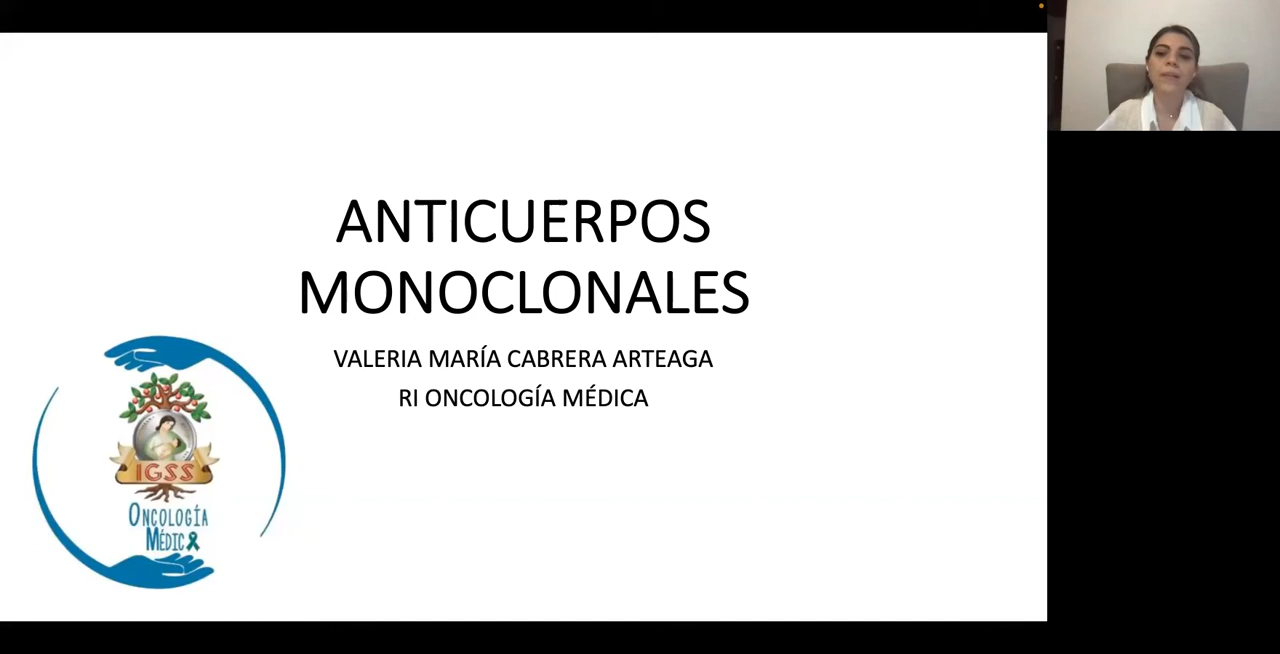 ANTICUERPOS
MONOCLONALES
VALERIA MARÍA CABRERA ARTEAGA
RI ONCOLOGÍA MÉDICA
IGSS
ONCOLOGÍA
MÉDICA